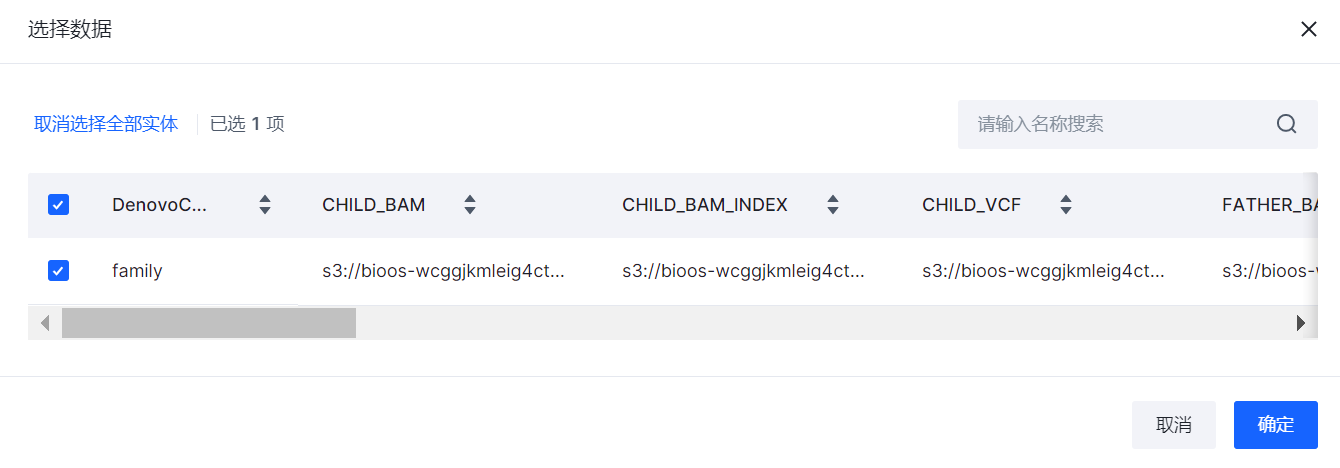 选择数据
取消选择全部实体 已选 1 项 请输入名称搜索
DenovoC... CHILD_BAM CHILD_BAM_INDEX CHILD_VCF FATHER_BA
family s3://bioos-wcggjkmleig4ct... s3://bioos-wcggjkmleig4ct... s3://bioos-wcggjkmleig4ct... s3://bioos-w
取消 确定